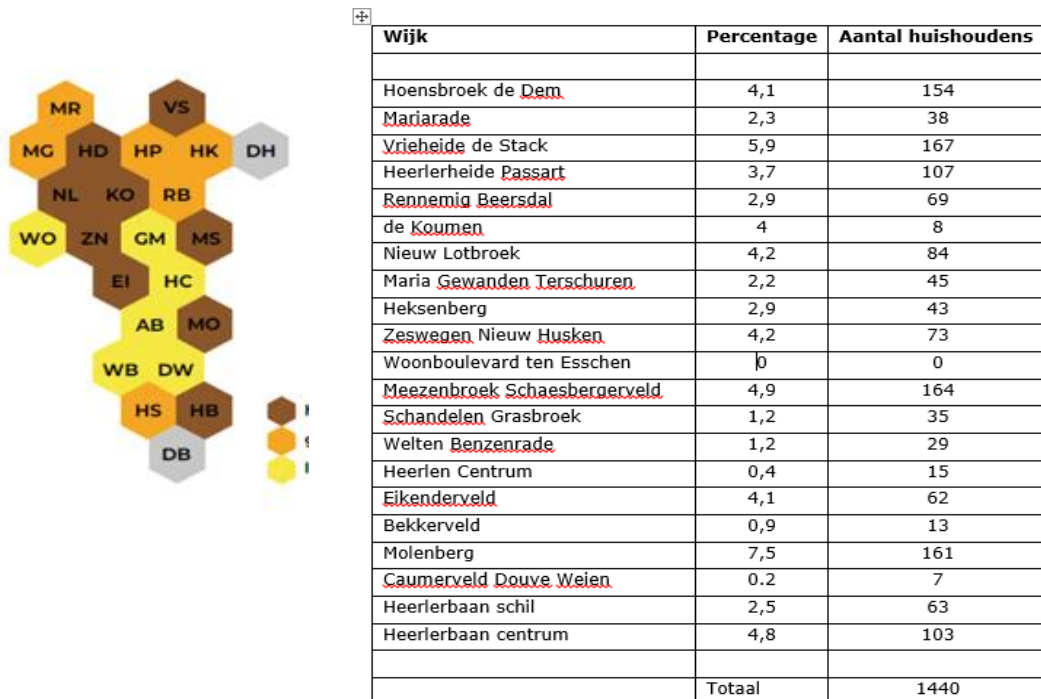 MR VS
MG HD HP HK DH
NL KO RB
WO ZN GM MS
EI HC
AB MO
WB DW
HS HB
DB
Wijk Percentage Aantal huishoudens
Hoensbroek de Dem 4,1 154
Mariarade 2,3 38
Vrieheide de Stack 5,9 167
Heerlerheide Passart 3,7 107
Rennemig Beersdal 2,9 69
de Koumen 4 8
Nieuw Lotbroek 4,2 84
Maria Gewanden Terschuren 2,2 45
Heksenberg 2,9 43
Zeswegen Nieuw Husken 4,2 73
Woonboulevard ten Esschen 0 0
Meezenbroek Schaesbergerveld 4,9 164
Schandelen Grasbroek 1,2 35
Welten Benzenrade 1,2 29
Heerlen Centrum 0,4 15
Eikenderveld 4,1 62
Bekkerveld 0,9 13
Molenberg 7,5 161
Caumerveld Douve Weien 0.2 7
Heerlerbaan schil 2,5 63
Heerlerbaan centrum 4,8 103
Totaal 1440